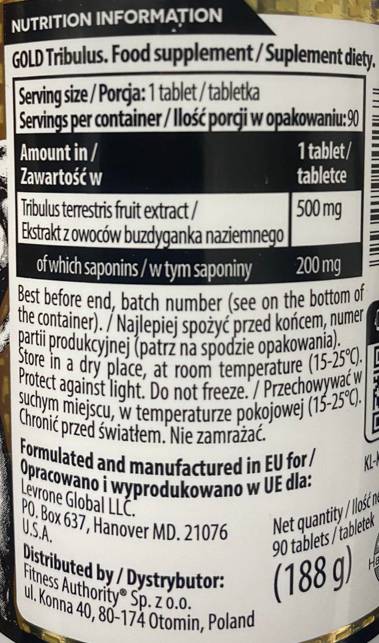 NUTRITION INFORMATION
GOLD Tribulus. Food supplement / Suplement diety.
Serving size / Porcja: 1 tablet / tabletka
Servings per container / Ilość porcji w opakowaniu: 90
Amount in / 1 tablet /
Zawartość w tabletce
Tribulus terrestris fruit extract / 500 mg
Ekstrakt z owoców buzdyganka naziemnego
of which saponins / w tym saponiny 200 mg
Best before end, batch number (see on the bottom of
the container). / Najlepiej spożyć przed końcem, numer
partii produkcyjnej (patrz na spodzie opakowania).
Store in a dry place, at room temperature (15-25°C).
Protect against light. Do not freeze. / Przechowywać w
suchym miejscu, w temperaturze pokojowej (15-25°C).
Chronić przed światłem. Nie zamrażać.
Formulated and manufactured in EU for /
Opracowano i wyprodukowano w UE dla:
Levrone Global LLC.
PO. Box 637, Hanover MD. 21076
U.S.A.
Distributed by / Dystrybutor:
Fitness Authority® Sp. z o.o.
ul. Konna 40, 80-174 Otomin, Poland
Net quantity / Ilość
90 tablets / tabletek
(188 g)